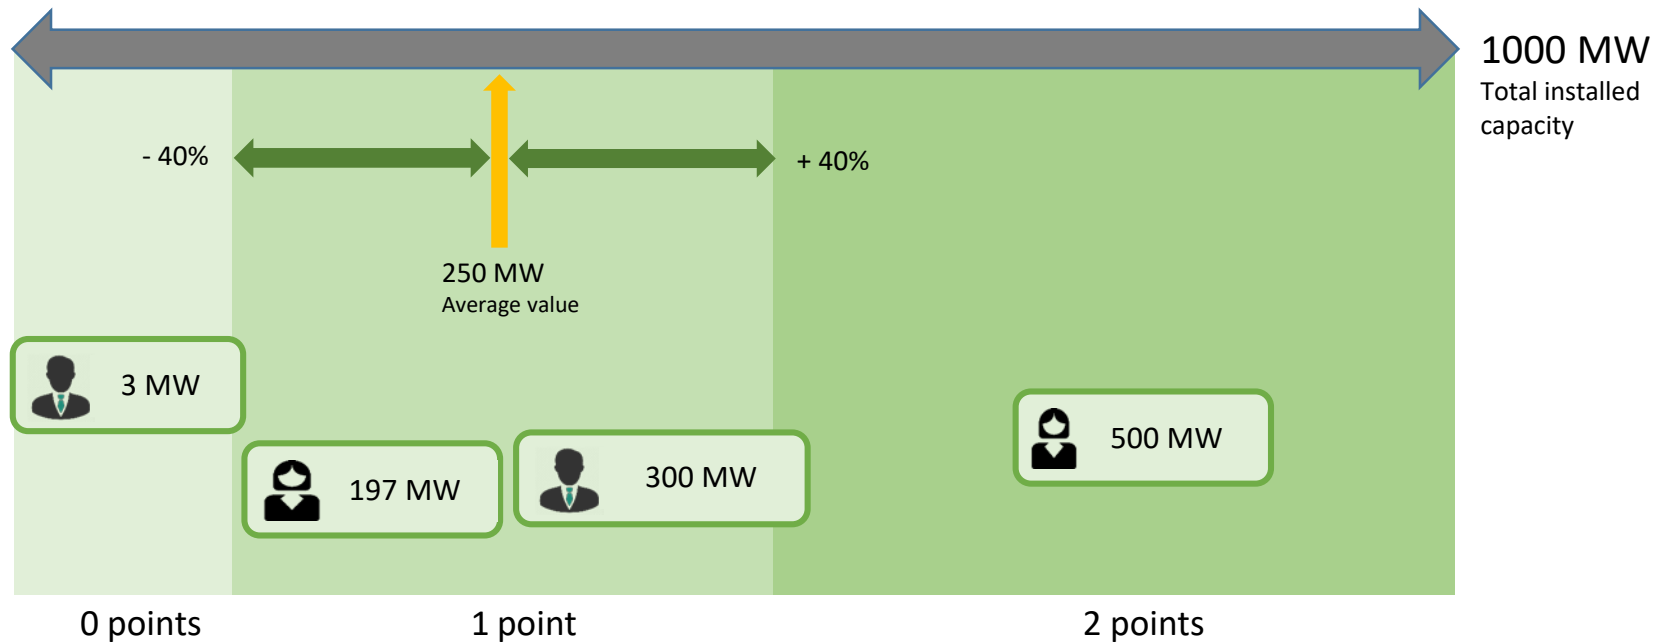 1000 MW
Total installed
capacity
- 40%
+ 40%
250 MW
Average value
3 MW
197 MW
300 MW
500 MW
0 points
1 point
2 points